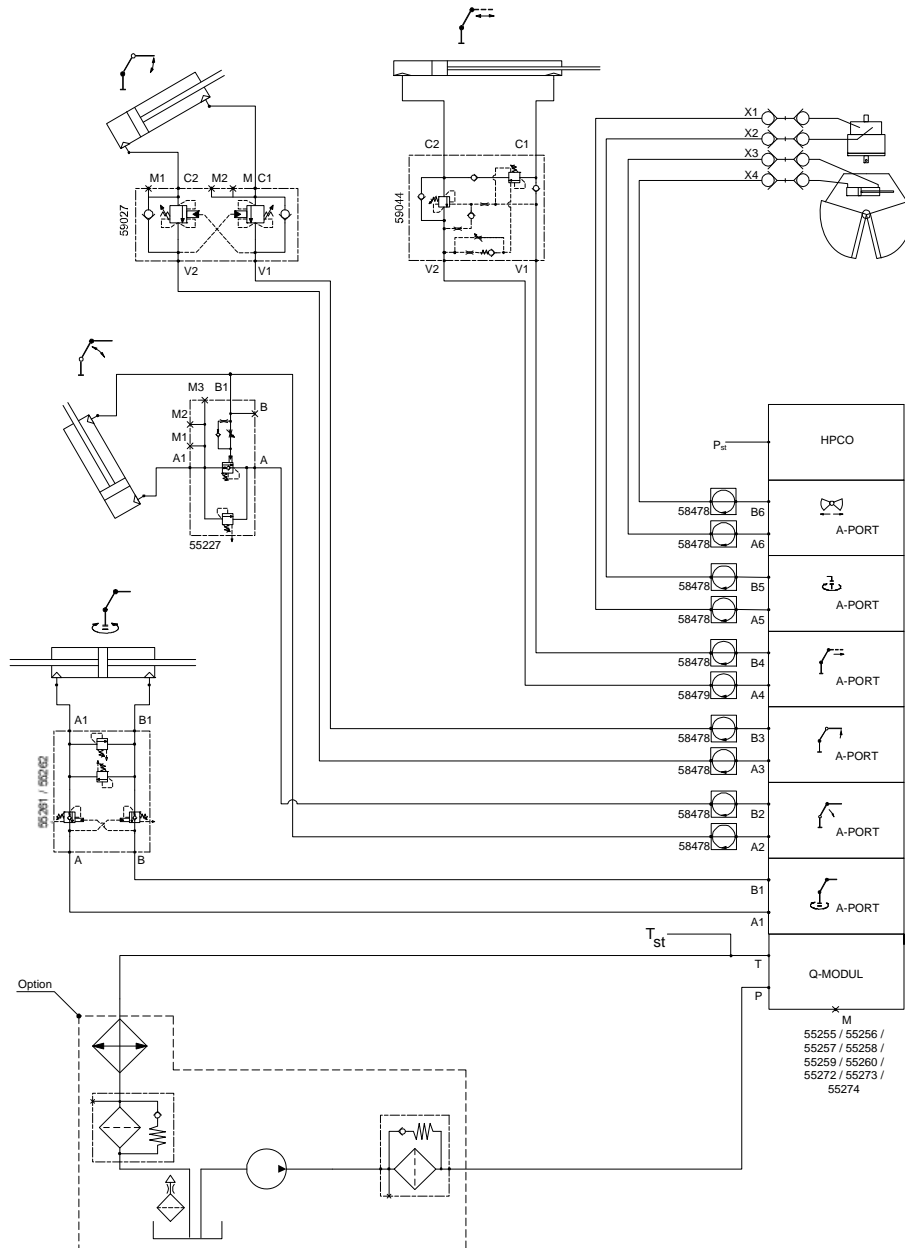 X1
X2
X3
X4
C2 C1
59044
V2 V1
M1 C2 M2 M C1
59027
V2 V1
M3 B1
B
M2
M1
A1 A
55227
HPCO
Pst
58478 B6
A-PORT
58478 A6
58478 B5
A-PORT
58478 A5
58478 B4
A-PORT
58479 A4
58478 B3
A-PORT
58478 A3
58478 B2
A-PORT
58478 A2
B1
A-PORT
A1
A1 B1
55261 / 55262
A B
Tst
T
Q-MODUL
P
M
55255 / 55256 /
55257 / 55258 /
55259 / 55260 /
55272 / 55273 /
55274
Option